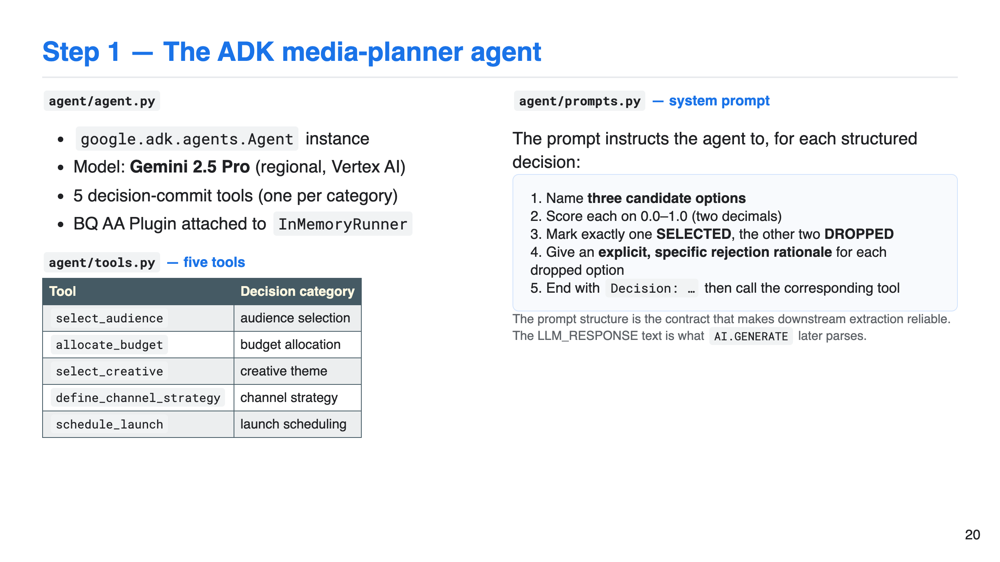 Step 1 — The ADK media-planner agent
agent/agent.py
• google.adk.agents.Agent instance
• Model: Gemini 2.5 Pro (regional, Vertex AI)
• 5 decision-commit tools (one per category)
• BQ AA Plugin attached to InMemoryRunner
agent/tools.py — five tools
Tool Decision category
select_audience audience selection
allocate_budget budget allocation
select_creative creative theme
define_channel_strategy channel strategy
schedule_launch launch scheduling
agent/prompts.py — system prompt
The prompt instructs the agent to, for each structured
decision:
1. Name three candidate options
2. Score each on 0.0–1.0 (two decimals)
3. Mark exactly one SELECTED, the other two DROPPED
4. Give an explicit, specific rejection rationale for each
dropped option
5. End with Decision: … then call the corresponding tool
The prompt structure is the contract that makes downstream extraction reliable.
The LLM_RESPONSE text is what AI.GENERATE later parses.
20